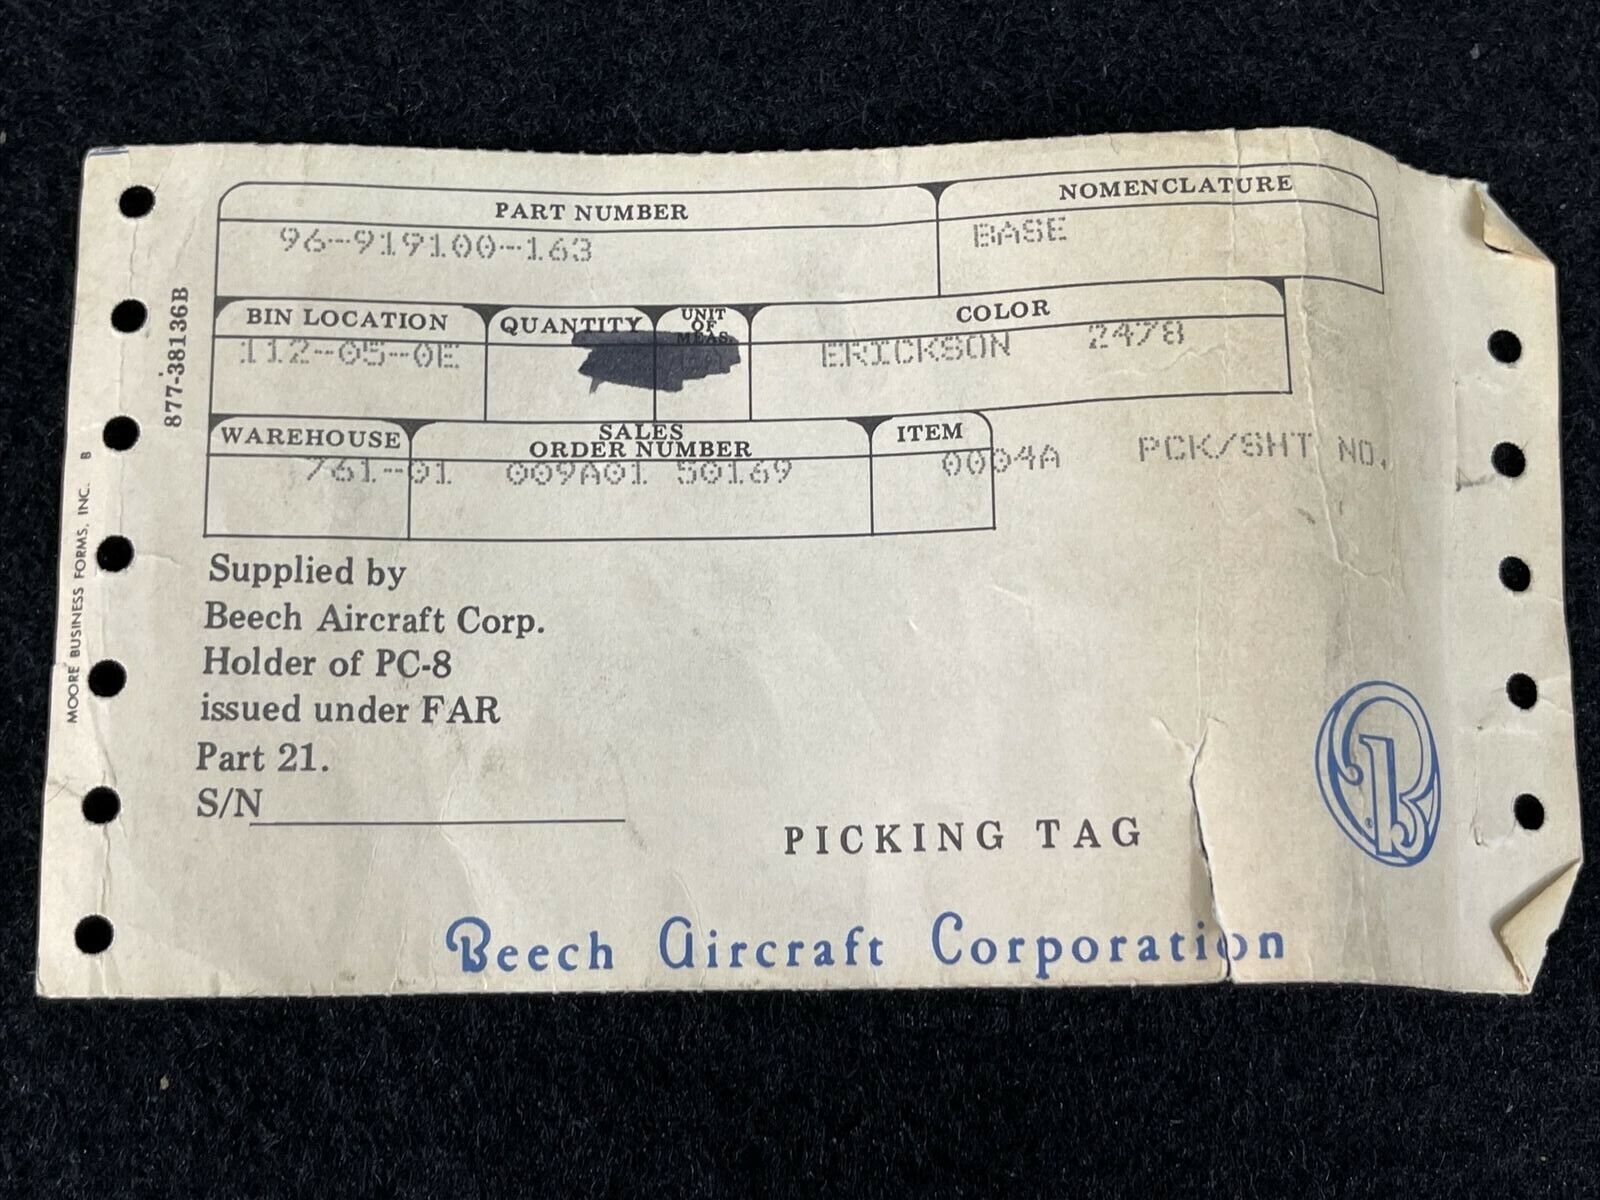 PART NUMBER
NOMENCLATURE
96-919100-163
BASE
BIN LOCATION
QUANTITY
UNIT
OF
MEAS.
COLOR
112-05-0E
ERICKSON 2478
WAREHOUSE
SALES
ORDER NUMBER
ITEM
761-01
009A01 50169
0004A
PCK/SHT NO.
877-38136B
MOORE BUSINESS FORMS, INC. B
Supplied by
Beech Aircraft Corp.
Holder of PC-8
issued under FAR
Part 21.
S/N
PICKING TAG
B
Beech Aircraft Corporation